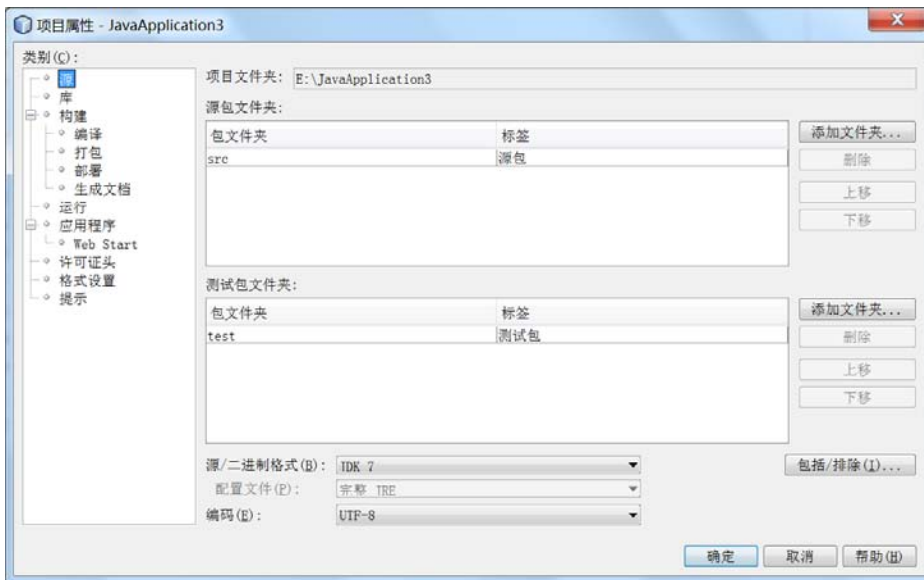 项目属性 - JavaApplication3
类别(C):
源
库
构建
编译
打包
部署
生成文档
运行
应用程序
Web Start
许可证头
格式设置
提示
项目文件夹: E:\JavaApplication3
源包文件夹:
包文件夹 标签
src 源包
添加文件夹...
删除
上移
下移
测试包文件夹:
包文件夹 标签
test 测试包
添加文件夹...
删除
上移
下移
源/二进制格式(B): JDK 7
包括/排除(I)...
配置文件(P): 完整 JRE
编码(E): UTF-8
确定 取消 帮助(H)